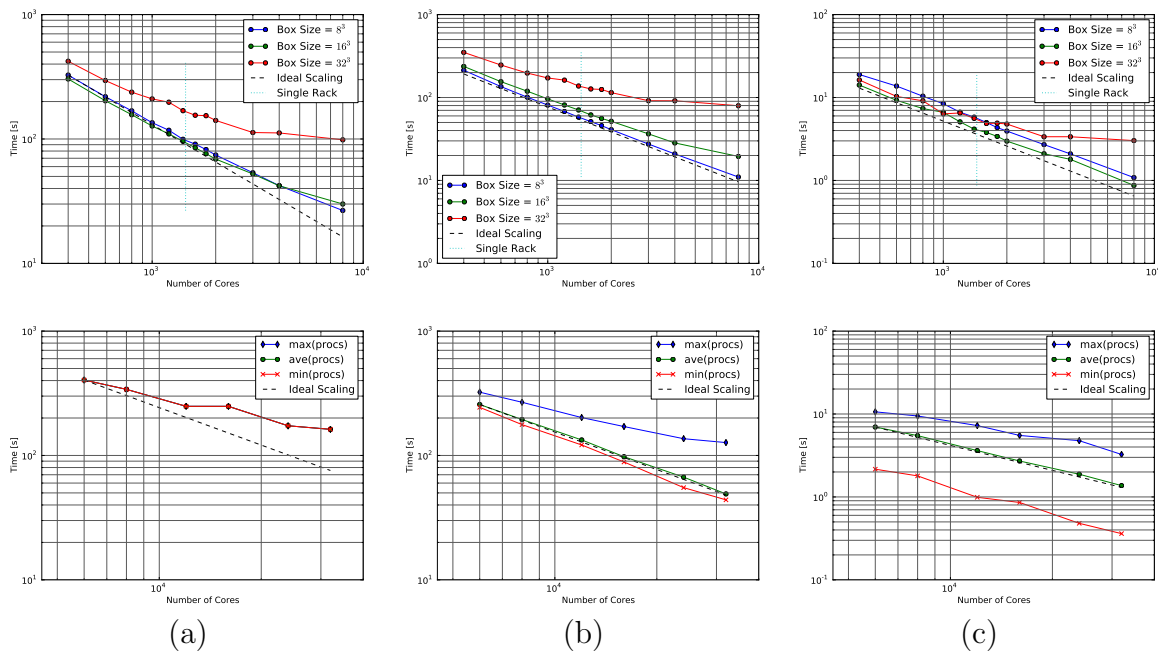 10³
10²
10¹
10³
10⁴
Time [s]
Number of Cores
Box Size = 8³
Box Size = 16³
Box Size = 32³
Ideal Scaling
Single Rack
10³
10²
10¹
10⁰
10³
10⁴
Time [s]
Number of Cores
Box Size = 8³
Box Size = 16³
Box Size = 32³
Ideal Scaling
Single Rack
10²
10¹
10⁰
10⁻¹
10³
10⁴
Time [s]
Number of Cores
Box Size = 8³
Box Size = 16³
Box Size = 32³
Ideal Scaling
Single Rack
10³
10²
10¹
10⁴
Time [s]
Number of Cores
max(procs)
ave(procs)
min(procs)
Ideal Scaling
10³
10²
10¹
10⁴
Time [s]
Number of Cores
max(procs)
ave(procs)
min(procs)
Ideal Scaling
10²
10¹
10⁰
10⁻¹
10⁴
Time [s]
Number of Cores
max(procs)
ave(procs)
min(procs)
Ideal Scaling
(a)
(b)
(c)